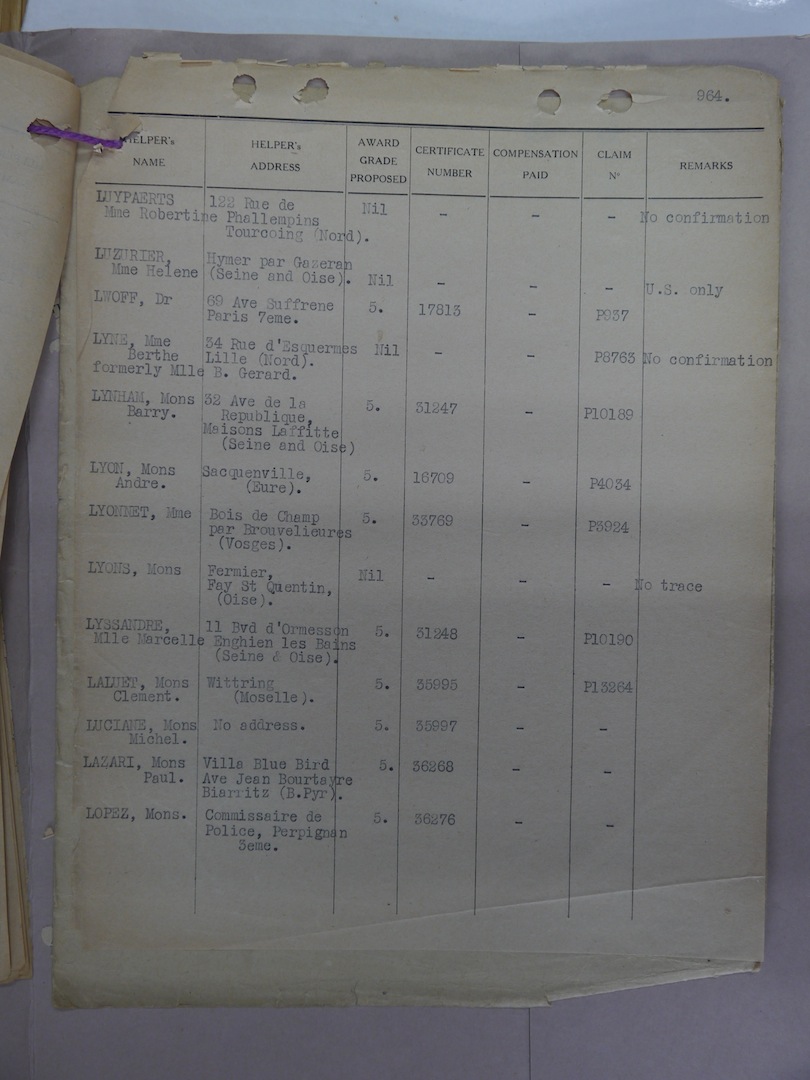 964.
HELPER's NAME | HELPER's ADDRESS | AWARD GRADE PROPOSED | CERTIFICATE NUMBER | COMPENSATION PAID | CLAIM N° | REMARKS
LUYPAERTS 122 Rue de Nil - - - No confirmation
Mme Robertine Phallempins
Tourcoing (Nord).
LUZURIER, Hymer par Gazeran
Mme Helene (Seine and Oise). Nil - - - U.S. only
LWOFF, Dr 69 Ave Suffrene 5. 17813 - P937
Paris 7eme.
LYNE, Mme 34 Rue d'Esquermes Nil - - P8763 No confirmation
Berthe Lille (Nord).
formerly Mlle B. Gerard.
LYNHAM, Mons 32 Ave de la 5. 31247 - P10189
Barry. Republique,
Maisons Laffitte
(Seine and Oise)
LYON, Mons Sacquenville, 5. 16709 - P4034
Andre. (Eure).
LYONNET, Mme Bois de Champ 5. 33769 - P3924
par Brouvelieures
(Vosges).
LYONS, Mons Fermier, Nil - - - No trace
Fay St Quentin,
(Oise).
LYSSANDRE, 11 Bvd d'Ormesson 5. 31248 - P10190
Mlle Marcelle Enghien les Bains
(Seine & Oise).
LALUET, Mons Wittring 5. 35995 - P13264
Clement. (Moselle).
LUCIANE, Mons No address. 5. 35997 - -
Michel.
LAZARI, Mons Villa Blue Bird 5. 36268 - -
Paul. Ave Jean Bourtayre
Biarritz (B.Pyr).
LOPEZ, Mons. Commissaire de 5. 36276 - -
Police, Perpignan
3eme.